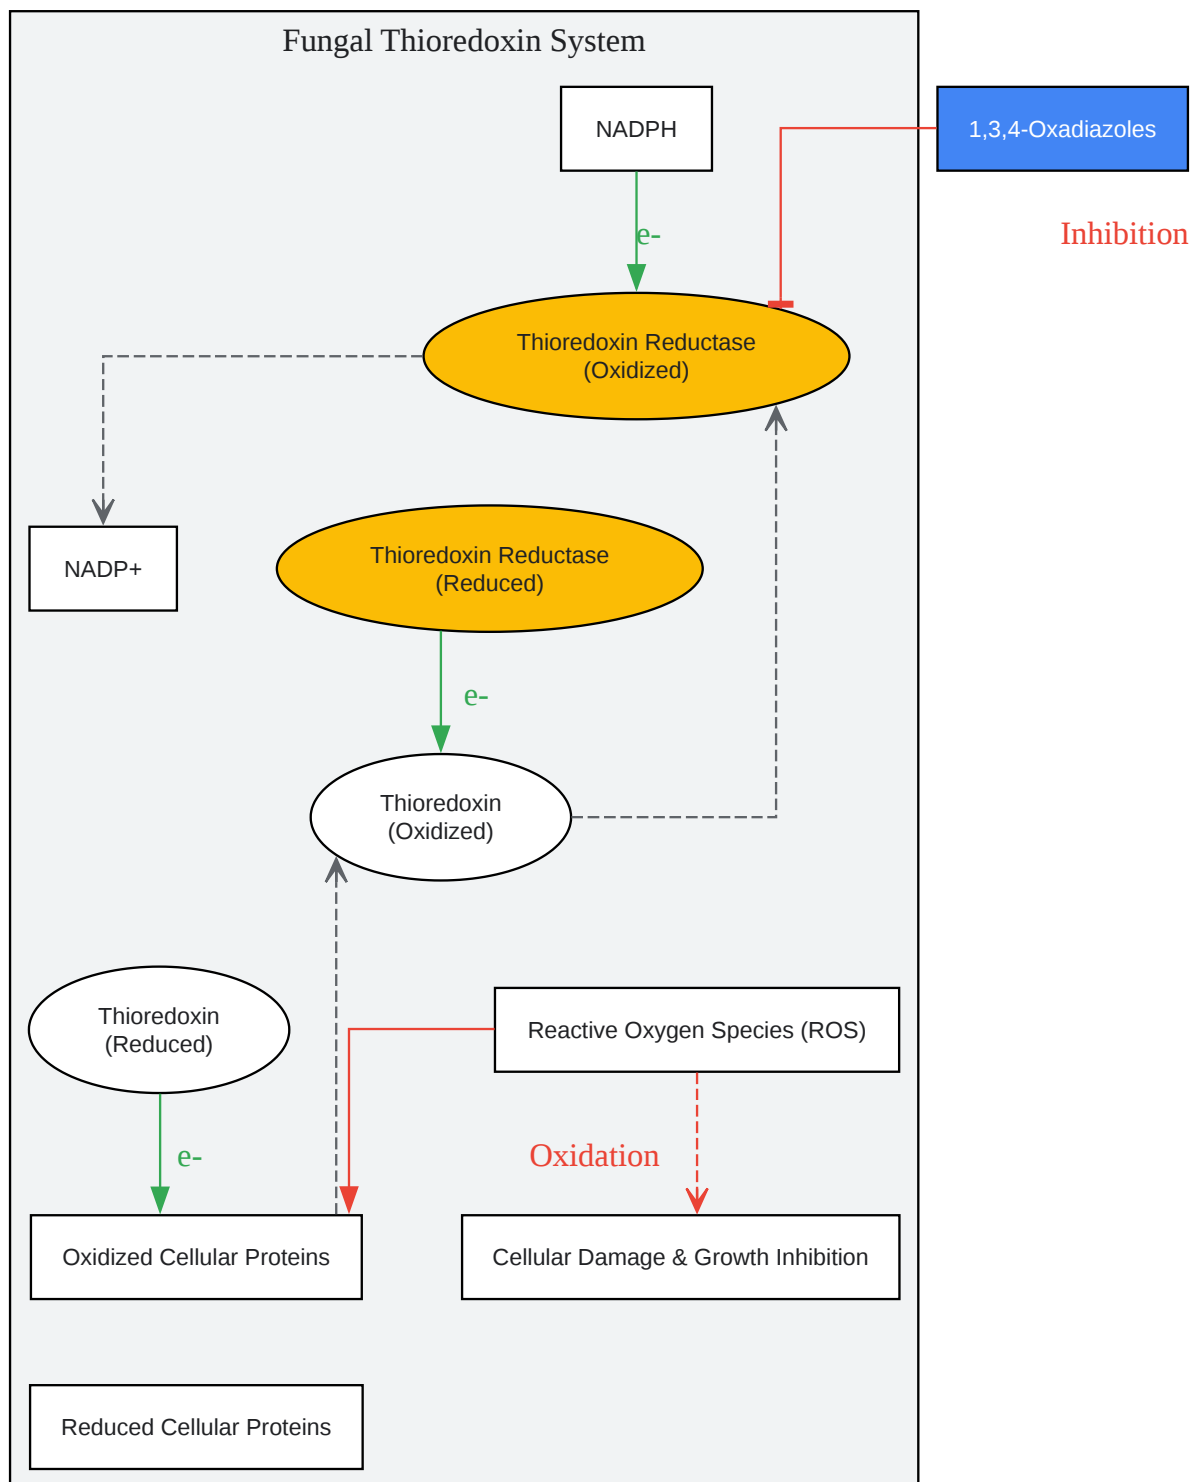 Fungal Thioredoxin System
NADPH
1,3,4-Oxadiazoles
e-
Inhibition
Thioredoxin Reductase
(Oxidized)
NADP+
Thioredoxin Reductase
(Reduced)
e-
Thioredoxin
(Oxidized)
Thioredoxin
(Reduced)
Reactive Oxygen Species (ROS)
e-
Oxidation
Oxidized Cellular Proteins
Cellular Damage & Growth Inhibition
Reduced Cellular Proteins